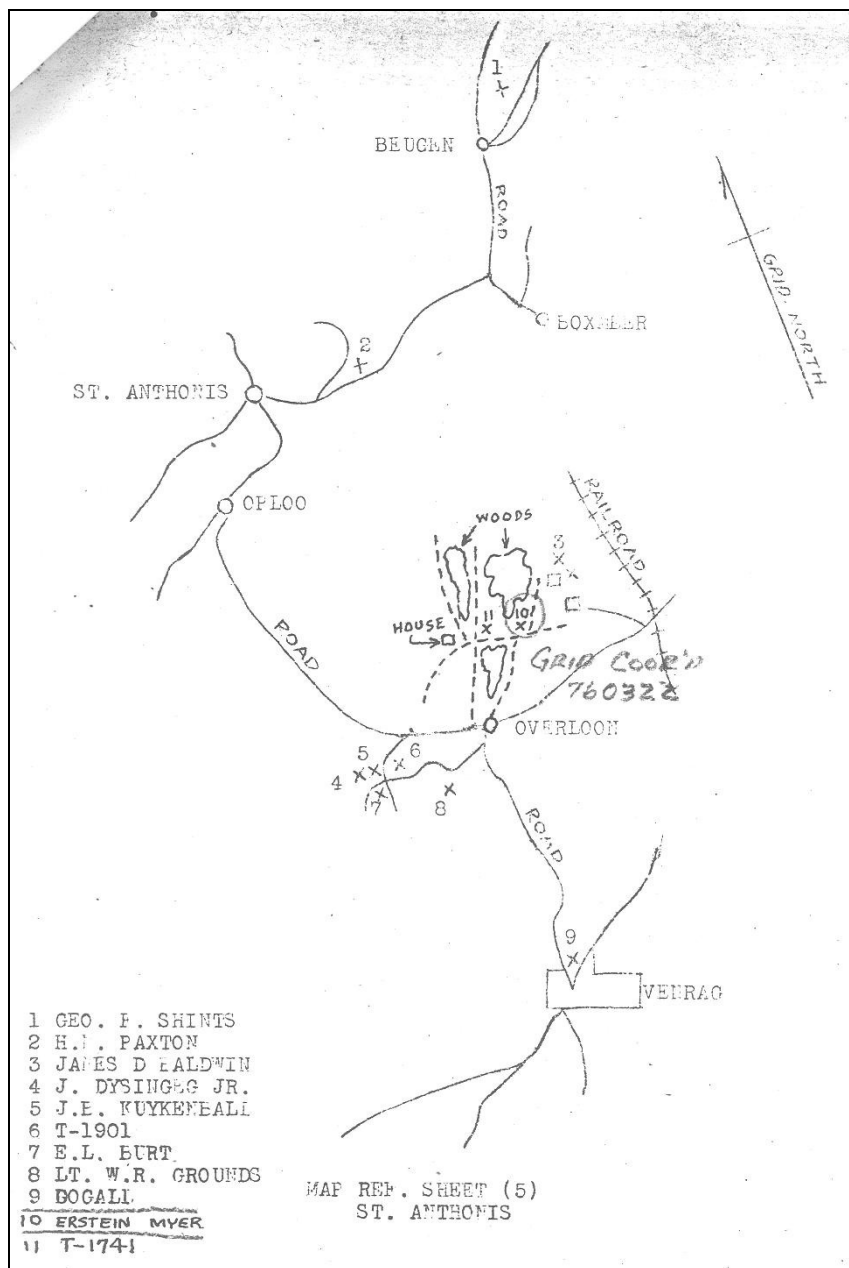 1
BEUGEN
ROAD
BOXMEER
GRID-NORTH
2
ST. ANTHONIS
OPLOO
RAILROAD
WOODS
3
11
10
HOUSE
ROAD
GRID COOR'D
760322
OVERLOON
5
6
4
7
8
ROAD
9
VENRAG
1 GEO. P. SHINTS
2 PAXTON
3 JAMES D BALDWIN
4 J. DYSINGEG JR.
5 J.E. KUYKENBALL
6 T-1901
7 E.L. BURT
8 LT. W.R. GROUNDS
9
10 ERSTEIN MYER
11 T-1741
MAP REF. SHEET (5)
ST. ANTHONIS